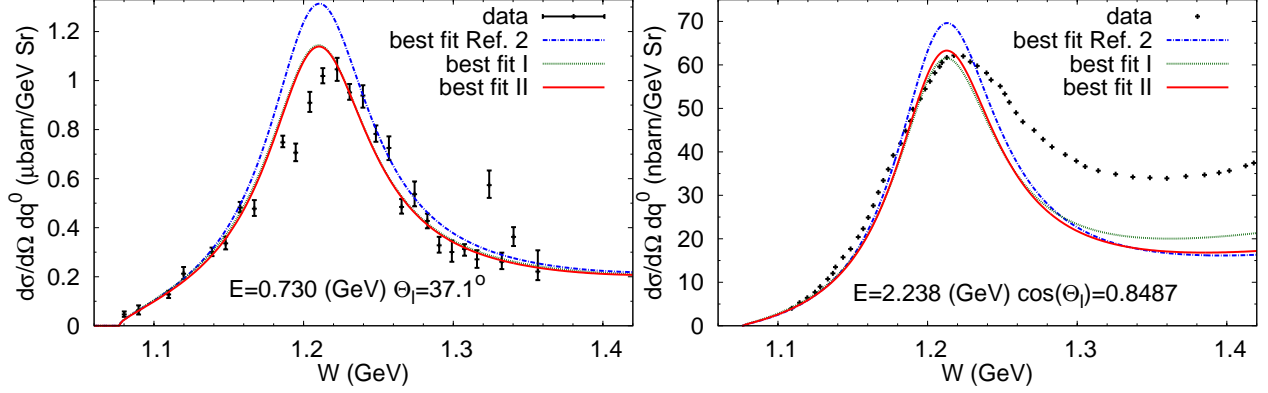 dσ/dΩ dq⁰ (μbarn/GeV Sr)
1.2
1
0.8
0.6
0.4
0.2
0
data
best fit Ref. 2
best fit I
best fit II
E=0.730 (GeV) Θₗ=37.1°
1.1
1.2
1.3
1.4
W (GeV)
dσ/dΩ dq⁰ (nbarn/GeV Sr)
70
60
50
40
30
20
10
0
data
best fit Ref. 2
best fit I
best fit II
E=2.238 (GeV) cos(Θₗ)=0.8487
1.1
1.2
1.3
1.4
W (GeV)